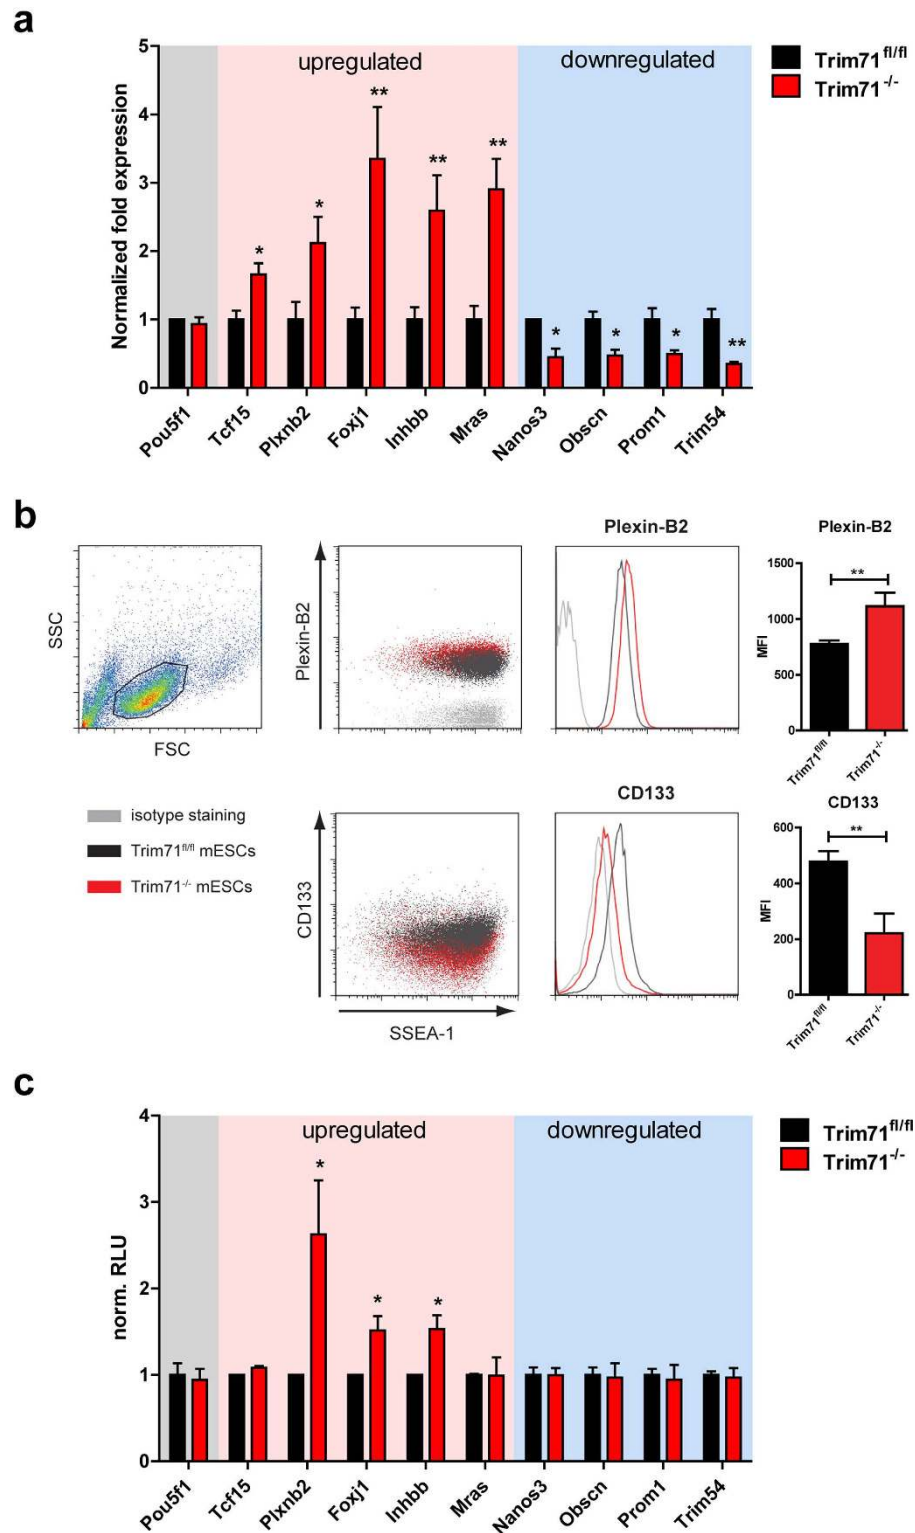 a
upregulated
downregulated
Trim71fl/fl
Trim71-/-
Normalized fold expression
5
4
3
2
1
0
*
*
**
**
**
*
*
*
**
Pou5f1
Tcf15
Plxnb2
Foxj1
Inhbb
Mras
Nanos3
Obscn
Prom1
Trim54
b
SSC
FSC
Plexin-B2
Plexin-B2
Plexin-B2
MFI
1500
1000
500
0
**
Trim71fl/fl
Trim71-/-
isotype staining
Trim71fl/fl mESCs
Trim71-/- mESCs
CD133
SSEA-1
CD133
CD133
MFI
600
400
200
0
**
Trim71fl/fl
Trim71-/-
c
upregulated
downregulated
Trim71fl/fl
Trim71-/-
norm. RLU
4
3
2
1
0
*
*
*
Pou5f1
Tcf15
Plxnb2
Foxj1
Inhbb
Mras
Nanos3
Obscn
Prom1
Trim54